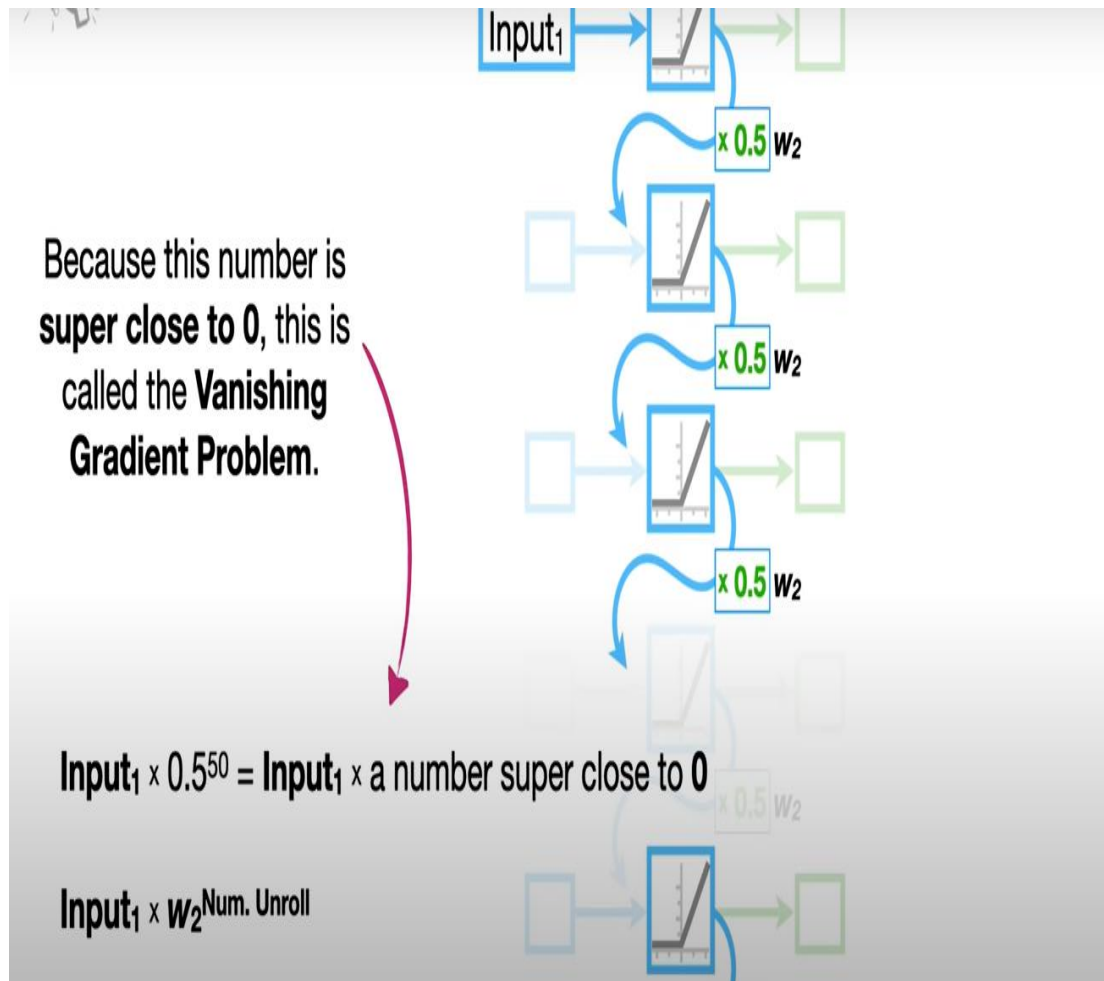 Input₁
× 0.5 w₂
Because this number is
super close to 0, this is
called the Vanishing
Gradient Problem.
× 0.5 w₂
× 0.5 w₂
Input₁ × 0.5⁵⁰ = Input₁ × a number super close to 0
× 0.5 w₂
Input₁ × w₂ᴺᵘᵐ· ᵁⁿʳᵒˡˡ